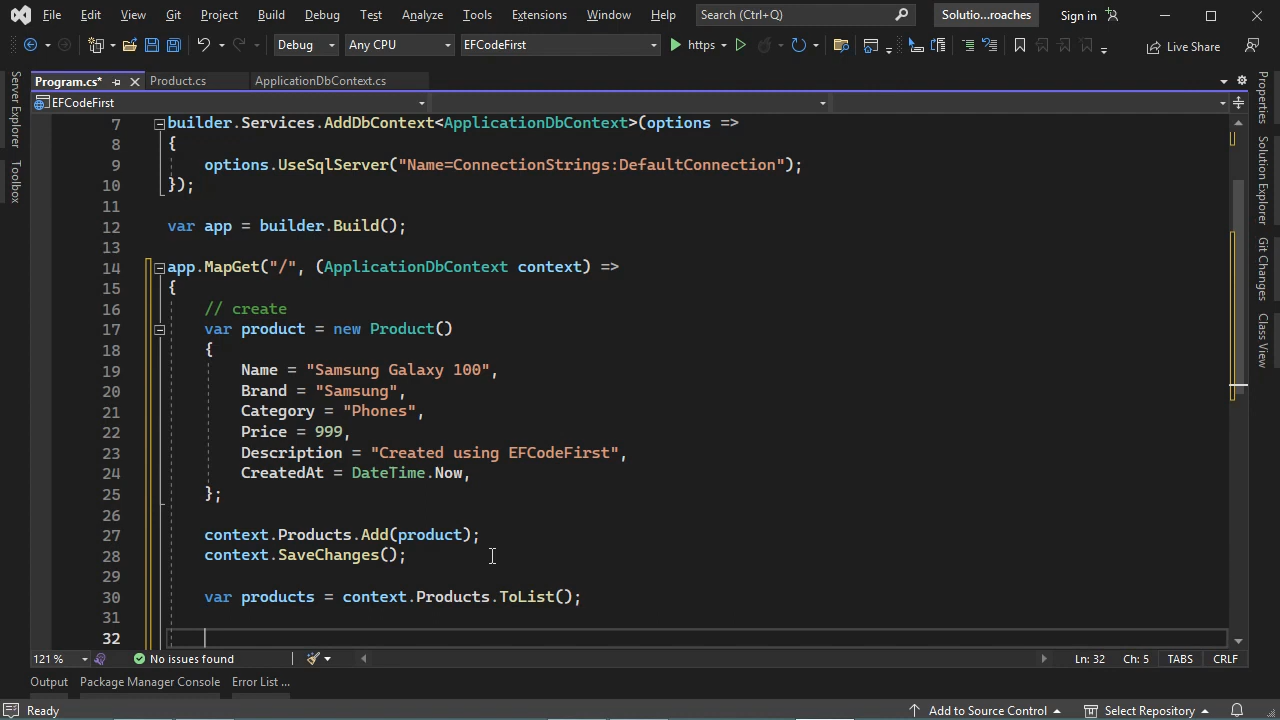 File Edit View Git Project Build Debug Test Analyze Tools Extensions Window Help Search (Ctrl+Q) Solutio...roaches Sign in
Debug Any CPU EFCodeFirst https Live Share
Program.cs* Product.cs ApplicationDbContext.cs
EFCodeFirst
Server Explorer
Toolbox
Properties
Solution Explorer
Git Changes
Class View
7 builder.Services.AddDbContext<ApplicationDbContext>(options =>
8 {
9 options.UseSqlServer("Name=ConnectionStrings:DefaultConnection");
10 });
11
12 var app = builder.Build();
13
14 app.MapGet("/", (ApplicationDbContext context) =>
15 {
16 // create
17 var product = new Product()
18 {
19 Name = "Samsung Galaxy 100",
20 Brand = "Samsung",
21 Category = "Phones",
22 Price = 999,
23 Description = "Created using EFCodeFirst",
24 CreatedAt = DateTime.Now,
25 };
26
27 context.Products.Add(product);
28 context.SaveChanges();
29
30 var products = context.Products.ToList();
31
32
121 % No issues found Ln: 32 Ch: 5 TABS CRLF
Output Package Manager Console Error List ...
Ready Add to Source Control Select Repository